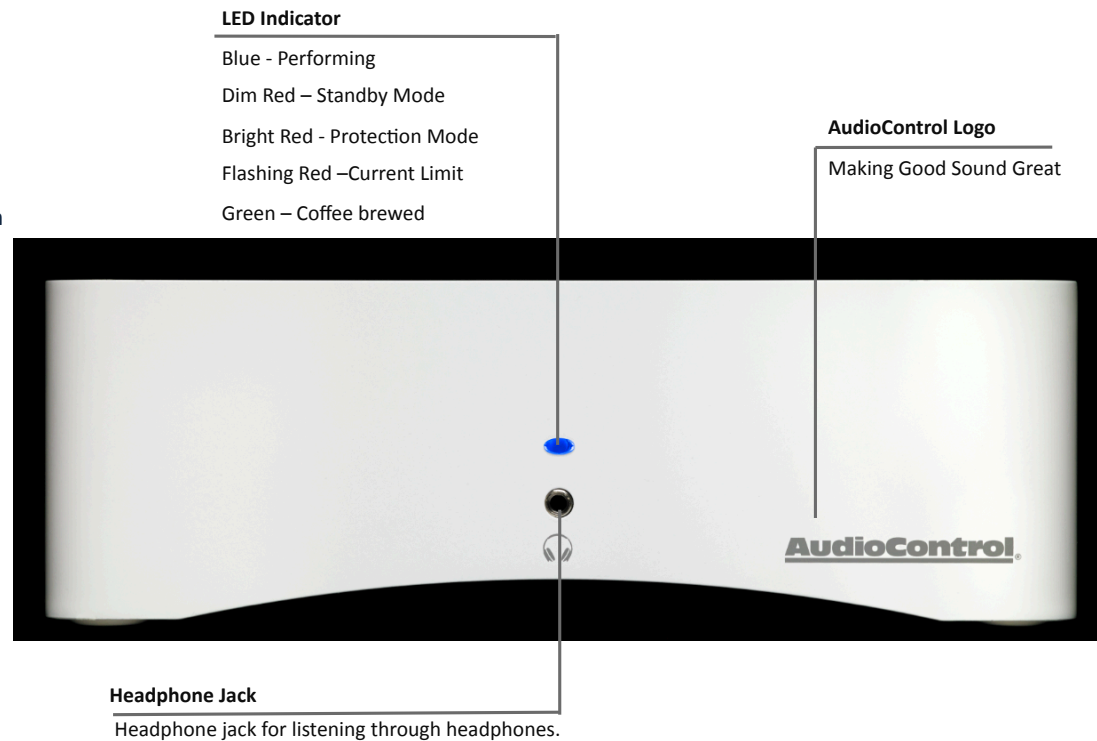 LED Indicator
Blue - Performing
Dim Red – Standby Mode
Bright Red - Protection Mode
Flashing Red –Current Limit
Green – Coffee brewed
AudioControl Logo
Making Good Sound Great
AudioControl®
Headphone Jack
Headphone jack for listening through headphones.